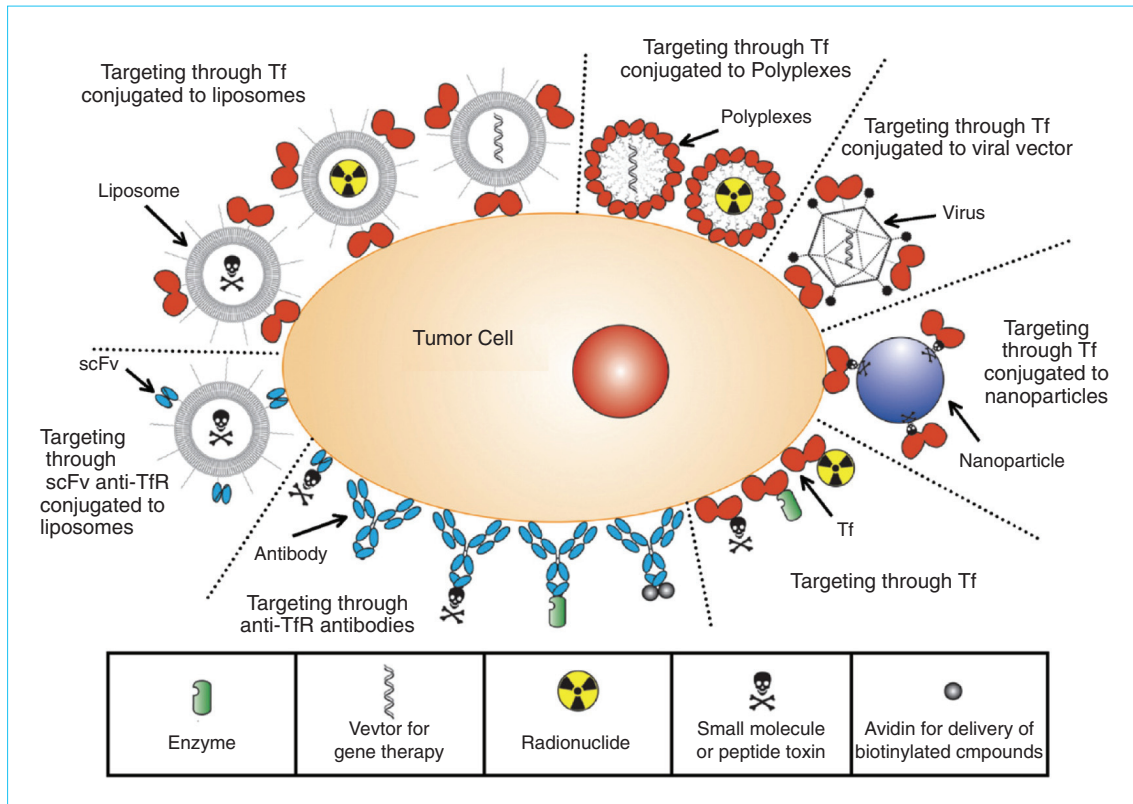 Targeting through Tf
conjugated to liposomes
Targeting through Tf
conjugated to Polyplexes
Polyplexes
Targeting through Tf
conjugated to viral vector
Virus
Liposome
Tumor Cell
Targeting
through Tf
conjugated to
nanoparticles
Nanoparticle
scFv
Targeting
through
scFv anti-TfR
conjugated to
liposomes
Antibody
Targeting through
anti-TfR antibodies
Tf
Targeting through Tf
Enzyme
Vevtor for
gene therapy
Radionuclide
Small molecule
or peptide toxin
Avidin for delivery of
biotinylated cmpounds